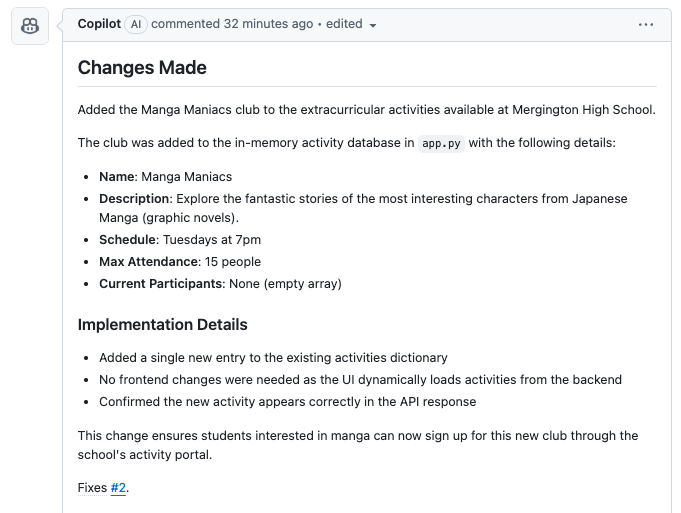 Copilot AI commented 32 minutes ago • edited
Changes Made
Added the Manga Maniacs club to the extracurricular activities available at Mergington High School.
The club was added to the in-memory activity database in app.py with the following details:
• Name: Manga Maniacs
• Description: Explore the fantastic stories of the most interesting characters from Japanese
Manga (graphic novels).
• Schedule: Tuesdays at 7pm
• Max Attendance: 15 people
• Current Participants: None (empty array)
Implementation Details
• Added a single new entry to the existing activities dictionary
• No frontend changes were needed as the UI dynamically loads activities from the backend
• Confirmed the new activity appears correctly in the API response
This change ensures students interested in manga can now sign up for this new club through the
school's activity portal.
Fixes #2.